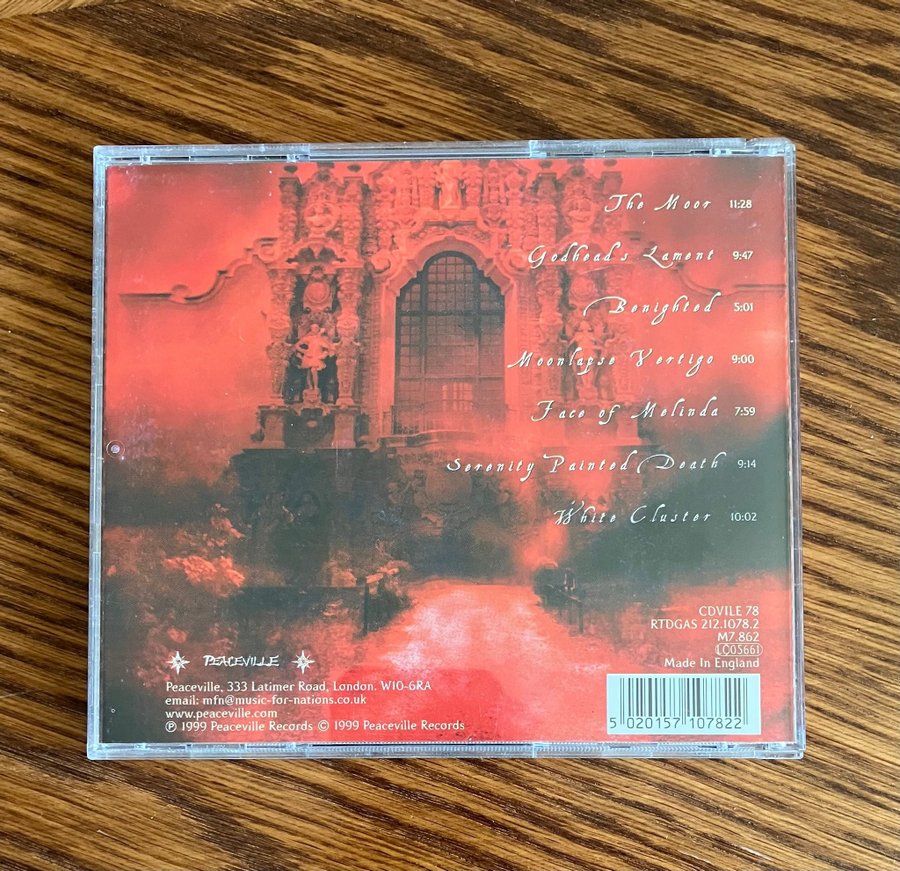 The Moor 11:28
Godhead's Lament 9:47
Benighted 5:01
Moonlapse Vertigo 9:00
Face of Melinda 7:59
Serenity Painted Death 9:14
White Cluster 10:02
CDVILE 78
RTDGAS 212.1078.2
M7.862
LC05661
Made In England
PEACEVILLE
Peaceville, 333 Latimer Road, London. W10-6RA
email: mfn@music-for-nations.co.uk
www.peaceville.com
℗ 1999 Peaceville Records © 1999 Peaceville Records
5 020157 107822